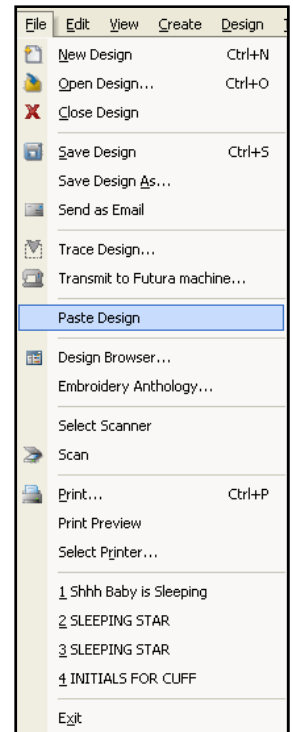 File Edit View Create Design
New Design Ctrl+N
Open Design... Ctrl+O
Close Design
Save Design Ctrl+S
Save Design As...
Send as Email
Trace Design...
Transmit to Futura machine...
Paste Design
Design Browser...
Embroidery Anthology...
Select Scanner
Scan
Print... Ctrl+P
Print Preview
Select Printer...
1 Shhh Baby is Sleeping
2 SLEEPING STAR
3 SLEEPING STAR
4 INITIALS FOR CUFF
Exit